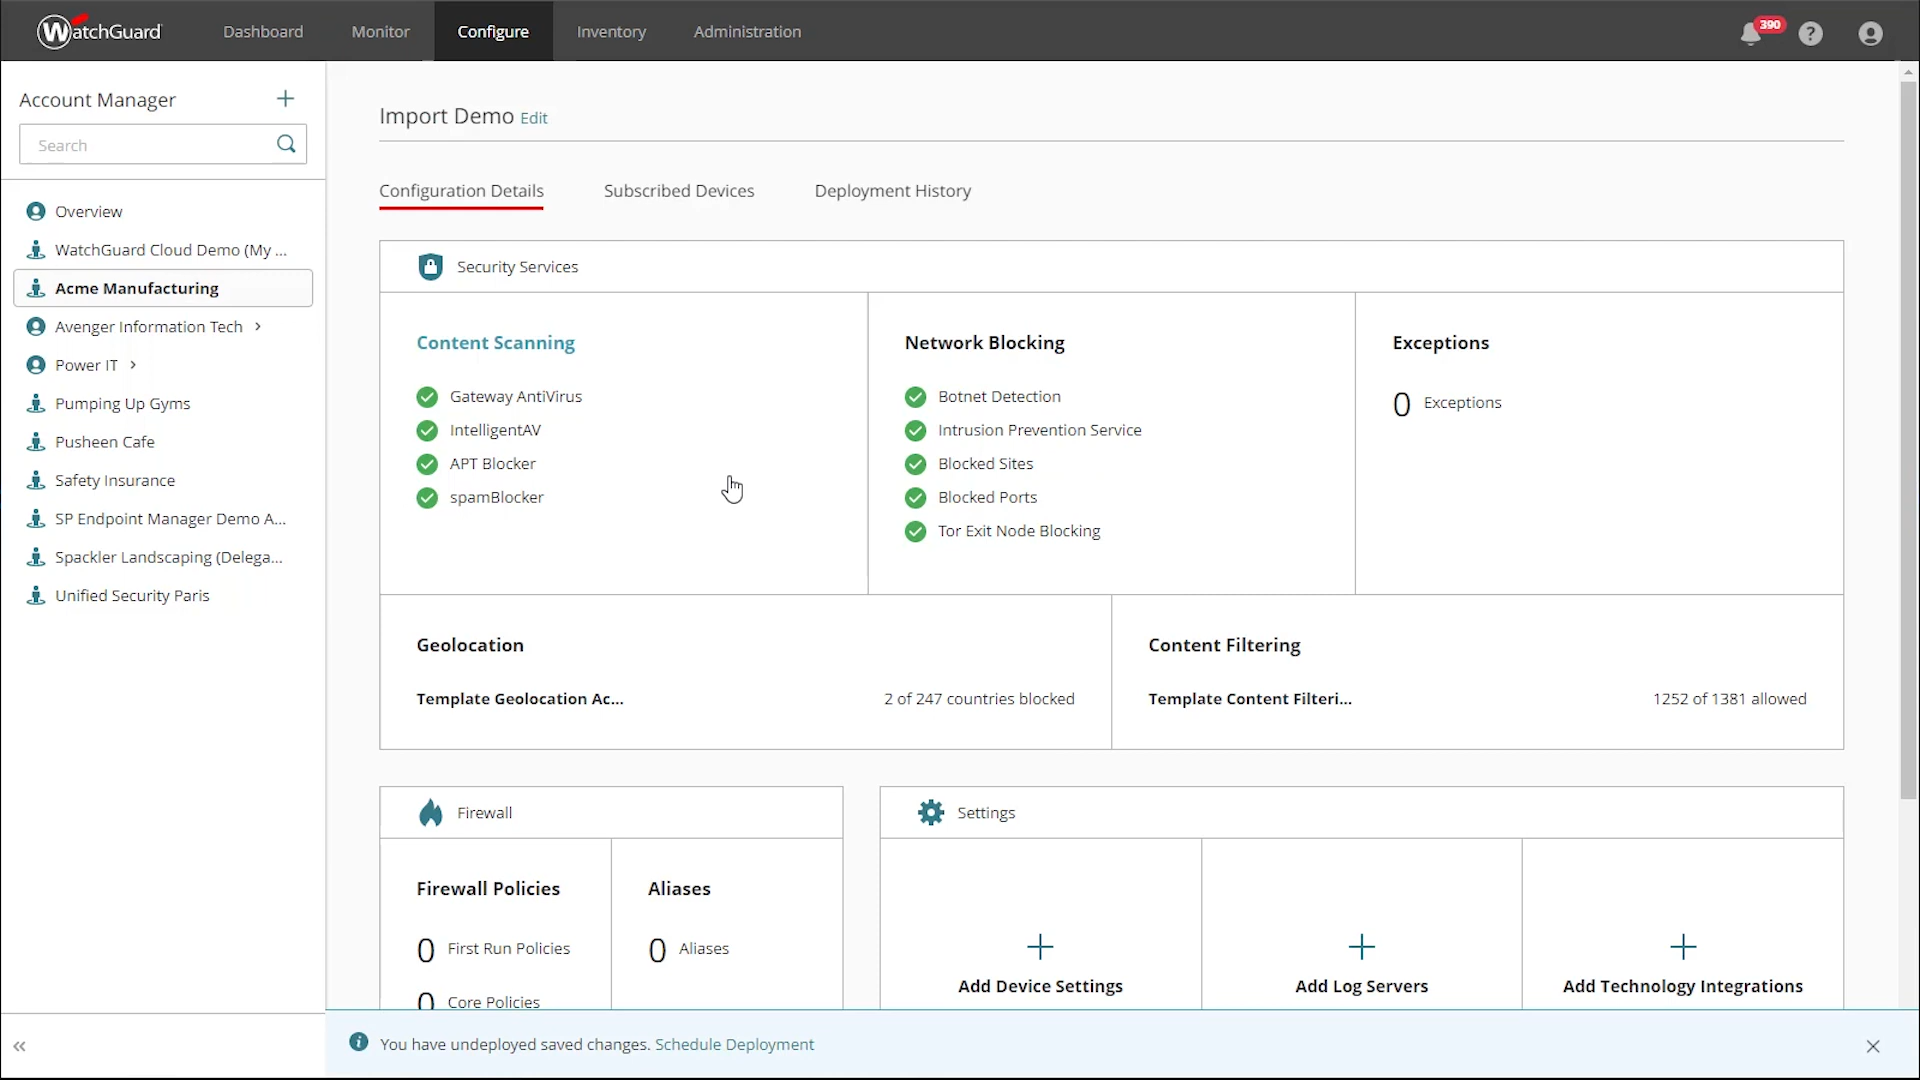 WatchGuard
Dashboard
Monitor
Configure
Inventory
Administration
390
?
Account Manager
Search
Overview
WatchGuard Cloud Demo (My ...
Acme Manufacturing
Avenger Information Tech
Power IT
Pumping Up Gyms
Pusheen Cafe
Safety Insurance
SP Endpoint Manager Demo A...
Spackler Landscaping (Delega...
Unified Security Paris
Import Demo Edit
Configuration Details
Subscribed Devices
Deployment History
Security Services
Content Scanning
Gateway AntiVirus
IntelligentAV
APT Blocker
spamBlocker
Network Blocking
Botnet Detection
Intrusion Prevention Service
Blocked Sites
Blocked Ports
Tor Exit Node Blocking
Exceptions
0 Exceptions
Geolocation
Template Geolocation Ac...
2 of 247 countries blocked
Content Filtering
Template Content Filteri...
1252 of 1381 allowed
Firewall
Firewall Policies
0 First Run Policies
0 Core Policies
Aliases
0 Aliases
Settings
Add Device Settings
Add Log Servers
Add Technology Integrations
You have undeployed saved changes. Schedule Deployment